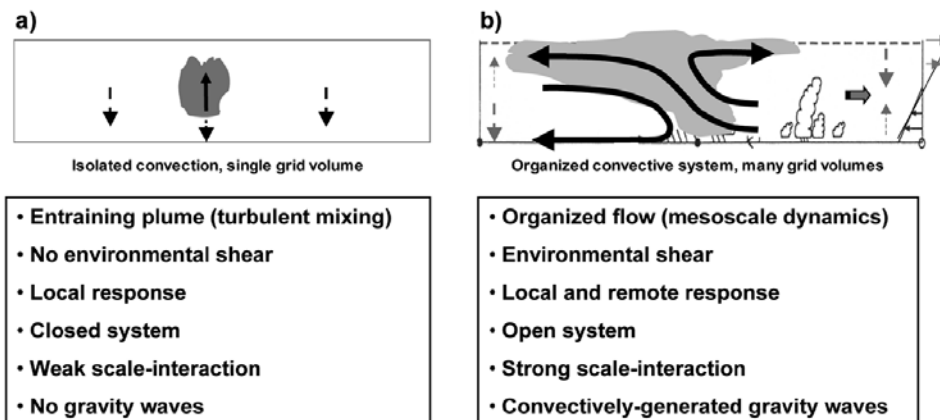 a)
Isolated convection, single grid volume
• Entraining plume (turbulent mixing)
• No environmental shear
• Local response
• Closed system
• Weak scale-interaction
• No gravity waves
b)
Organized convective system, many grid volumes
• Organized flow (mesoscale dynamics)
• Environmental shear
• Local and remote response
• Open system
• Strong scale-interaction
• Convectively-generated gravity waves